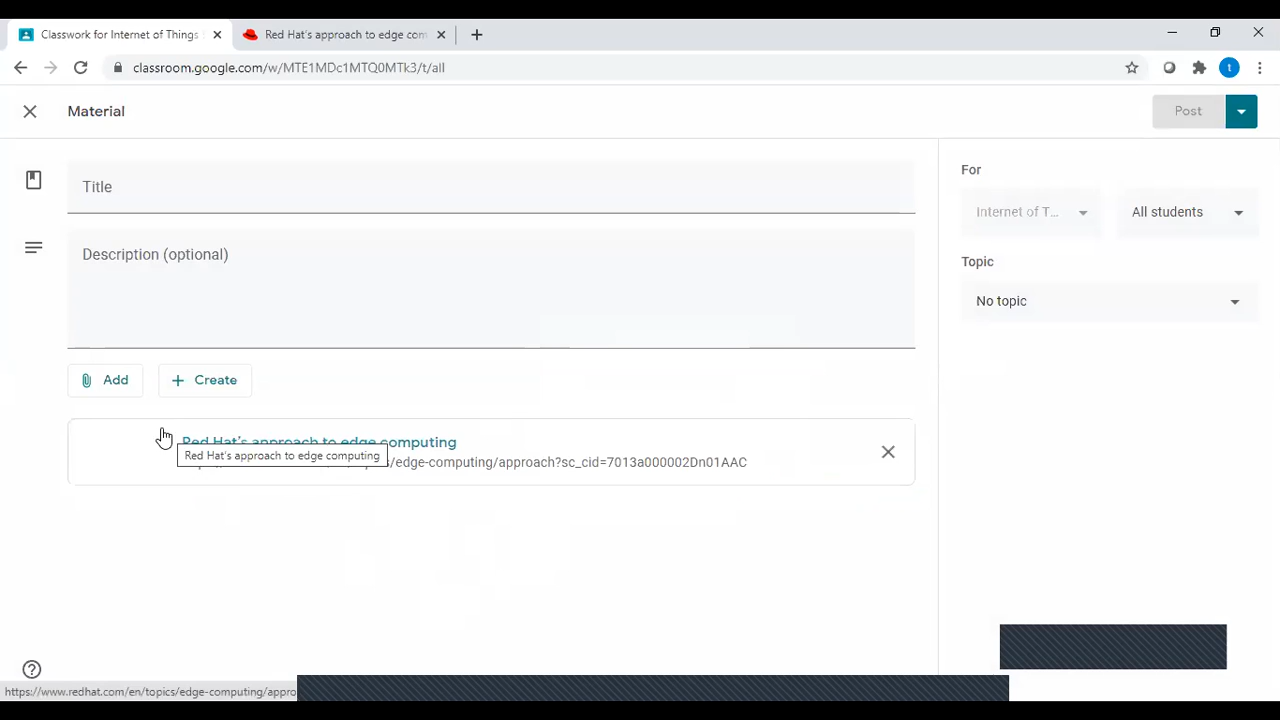 Classwork for Internet of Things
Red Hat's approach to edge com
classroom.google.com/w/MTE1MDc1MTQ0MTk3/t/all
t
Material
Post
Title
For
Internet of T...
All students
Description (optional)
Topic
No topic
Add
Create
Red Hat's approach to edge computing
Red Hat's approach to edge computing
/edge-computing/approach?sc_cid=7013a000002Dn01AAC
https://www.redhat.com/en/topics/edge-computing/appro